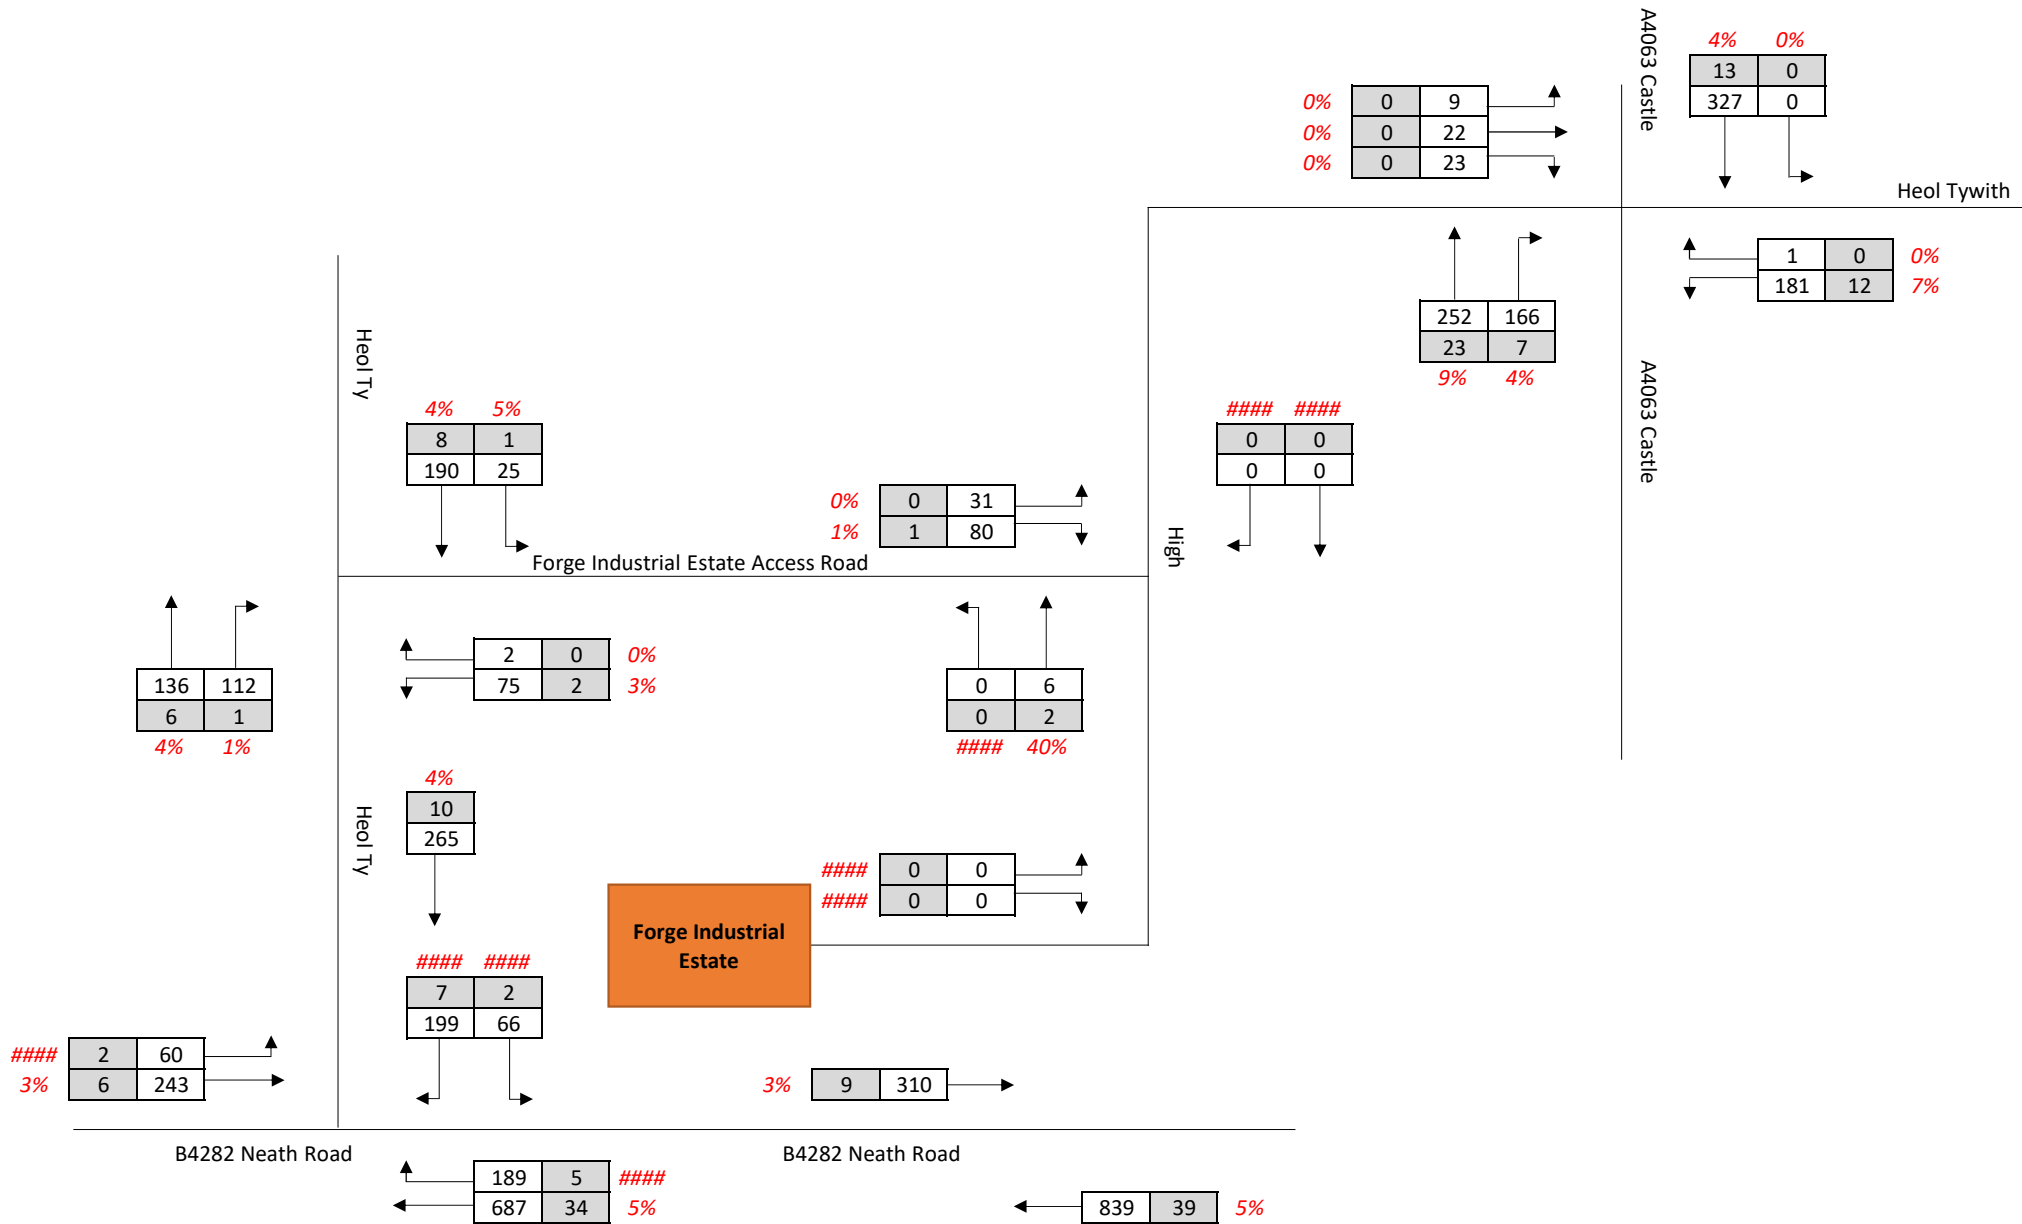 A4063 Castle
4% 0%
13 0
327 0
0% 0 9
0% 0 22
0% 0 23
Heol Tywith
1 0 0%
181 12 7%
252 166
23 7
9% 4%
A4063 Castle
Heol Ty
4% 5%
8 1
190 25
#### ####
0 0
0 0
0% 0 31
1% 1 80
High
Forge Industrial Estate Access Road
136 112
6 1
4% 1%
2 0 0%
75 2 3%
0 6
0 2
#### 40%
Heol Ty
4%
10
265
#### 0 0
#### 0 0
Forge Industrial
Estate
#### ####
7 2
199 66
#### 2 60
3% 6 243
3% 9 310
B4282 Neath Road
B4282 Neath Road
189 5 ####
687 34 5%
839 39 5%